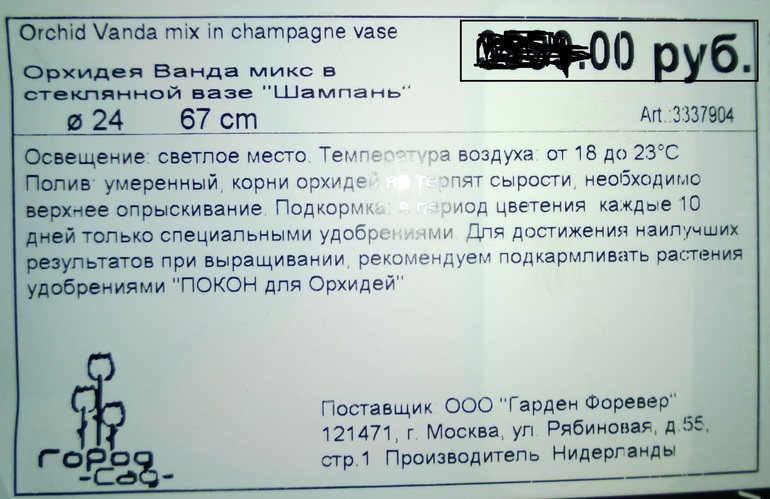 Orchid Vanda mix in champagne vase
.00 руб.
Орхидея Ванда микс в
стеклянной вазе "Шампань"
ø 24 67 cm
Art.:3337904
Освещение: светлое место. Температура воздуха: от 18 до 23°C
Полив: умеренный, корни орхидей не терпят сырости, необходимо
верхнее опрыскивание. Подкормка: в период цветения каждые 10
дней только специальными удобрениями. Для достижения наилучших
результатов при выращивании, рекомендуем подкармливать растения
удобрениями "ПОКОН для Орхидей"
Поставщик ООО "Гарден Форевер"
121471, г. Москва, ул. Рябиновая, д.55,
стр.1 Производитель Нидерланды
ГОРОД
-Сад-